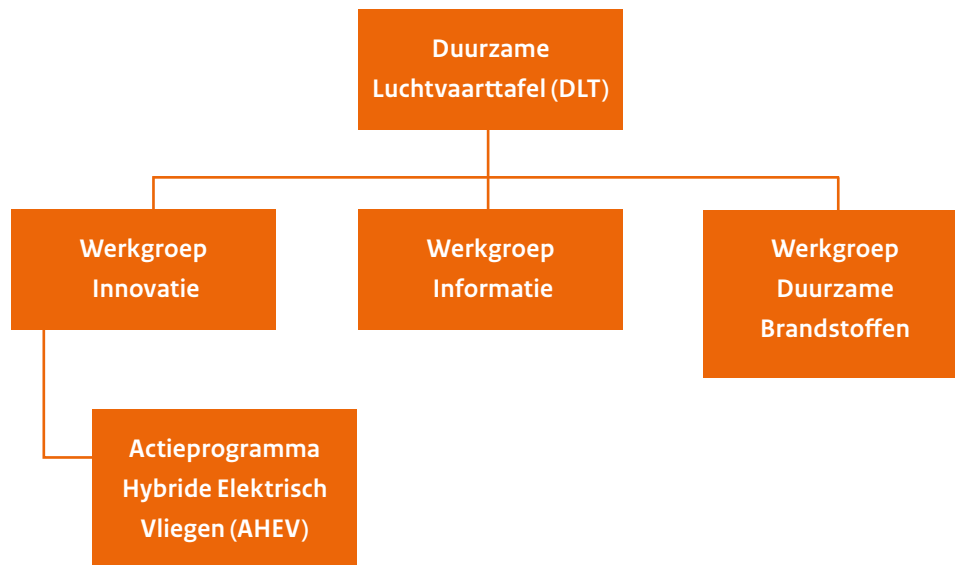 Duurzame
Luchtvaarttafel (DLT)
Werkgroep
Innovatie
Werkgroep
Informatie
Werkgroep
Duurzame
Brandstoffen
Actieprogramma
Hybride Elektrisch
Vliegen (AHEV)